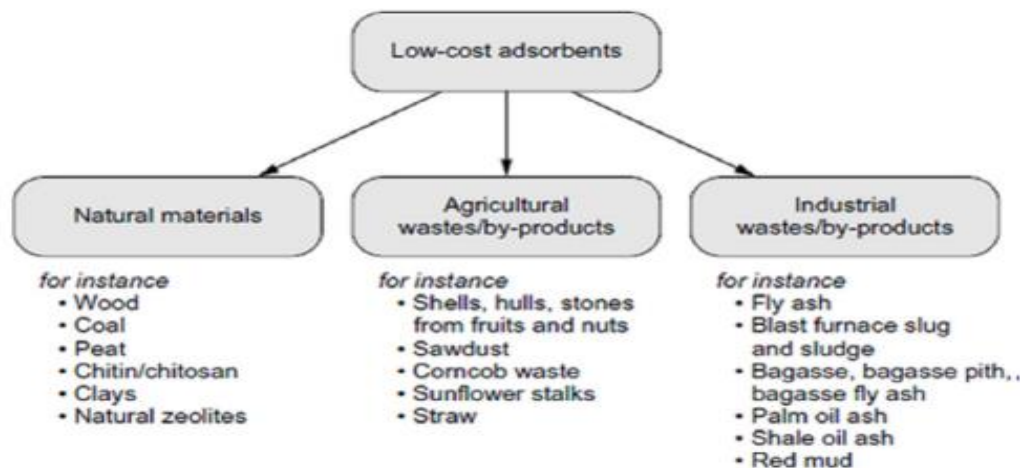 Low-cost adsorbents
Natural materials
for instance
• Wood
• Coal
• Peat
• Chitin/chitosan
• Clays
• Natural zeolites
Agricultural
wastes/by-products
for instance
• Shells, hulls, stones
from fruits and nuts
• Sawdust
• Corncob waste
• Sunflower stalks
• Straw
Industrial
wastes/by-products
for instance
• Fly ash
• Blast furnace slug
and sludge
• Bagasse, bagasse pith,,
bagasse fly ash
• Palm oil ash
• Shale oil ash
• Red mud